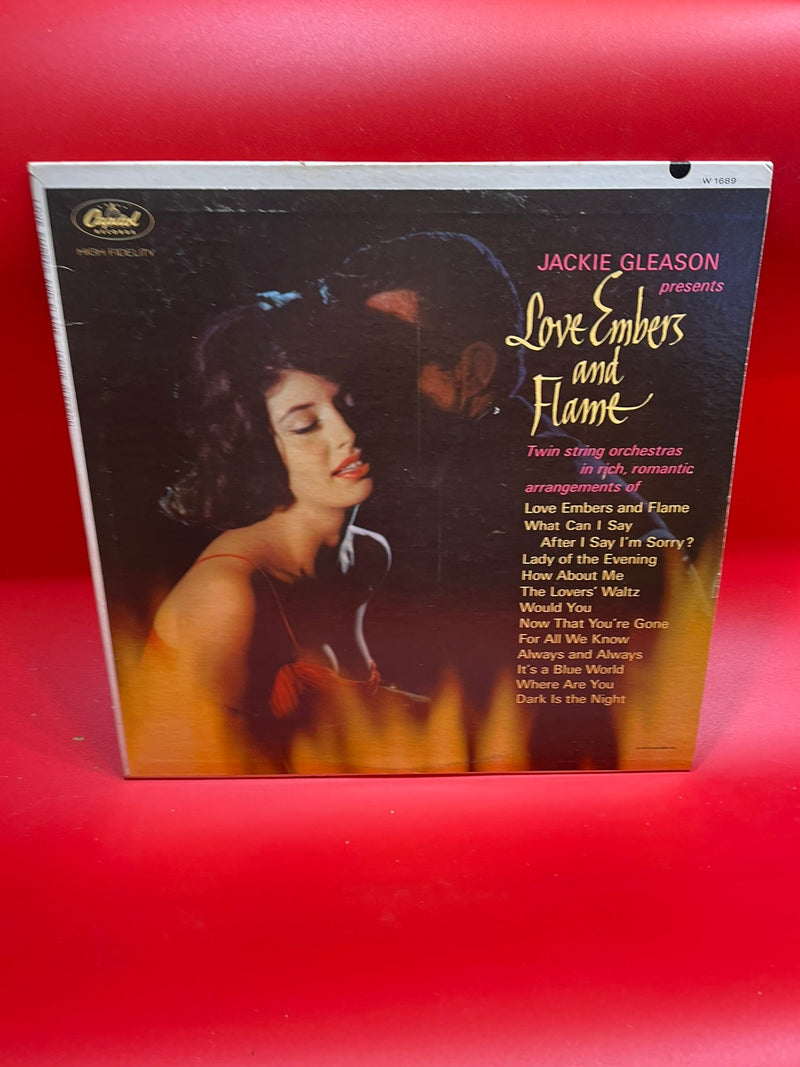 W 1689
Capitol
RECORDS
HIGH FIDELITY
JACKIE GLEASON
presents
Love Embers
and
Flame
Twin string orchestras
in rich, romantic
arrangements of
Love Embers and Flame
What Can I Say
After I Say I'm Sorry?
Lady of the Evening
How About Me
The Lovers' Waltz
Would You
Now That You're Gone
For All We Know
Always and Always
It's a Blue World
Where Are You
Dark Is the Night